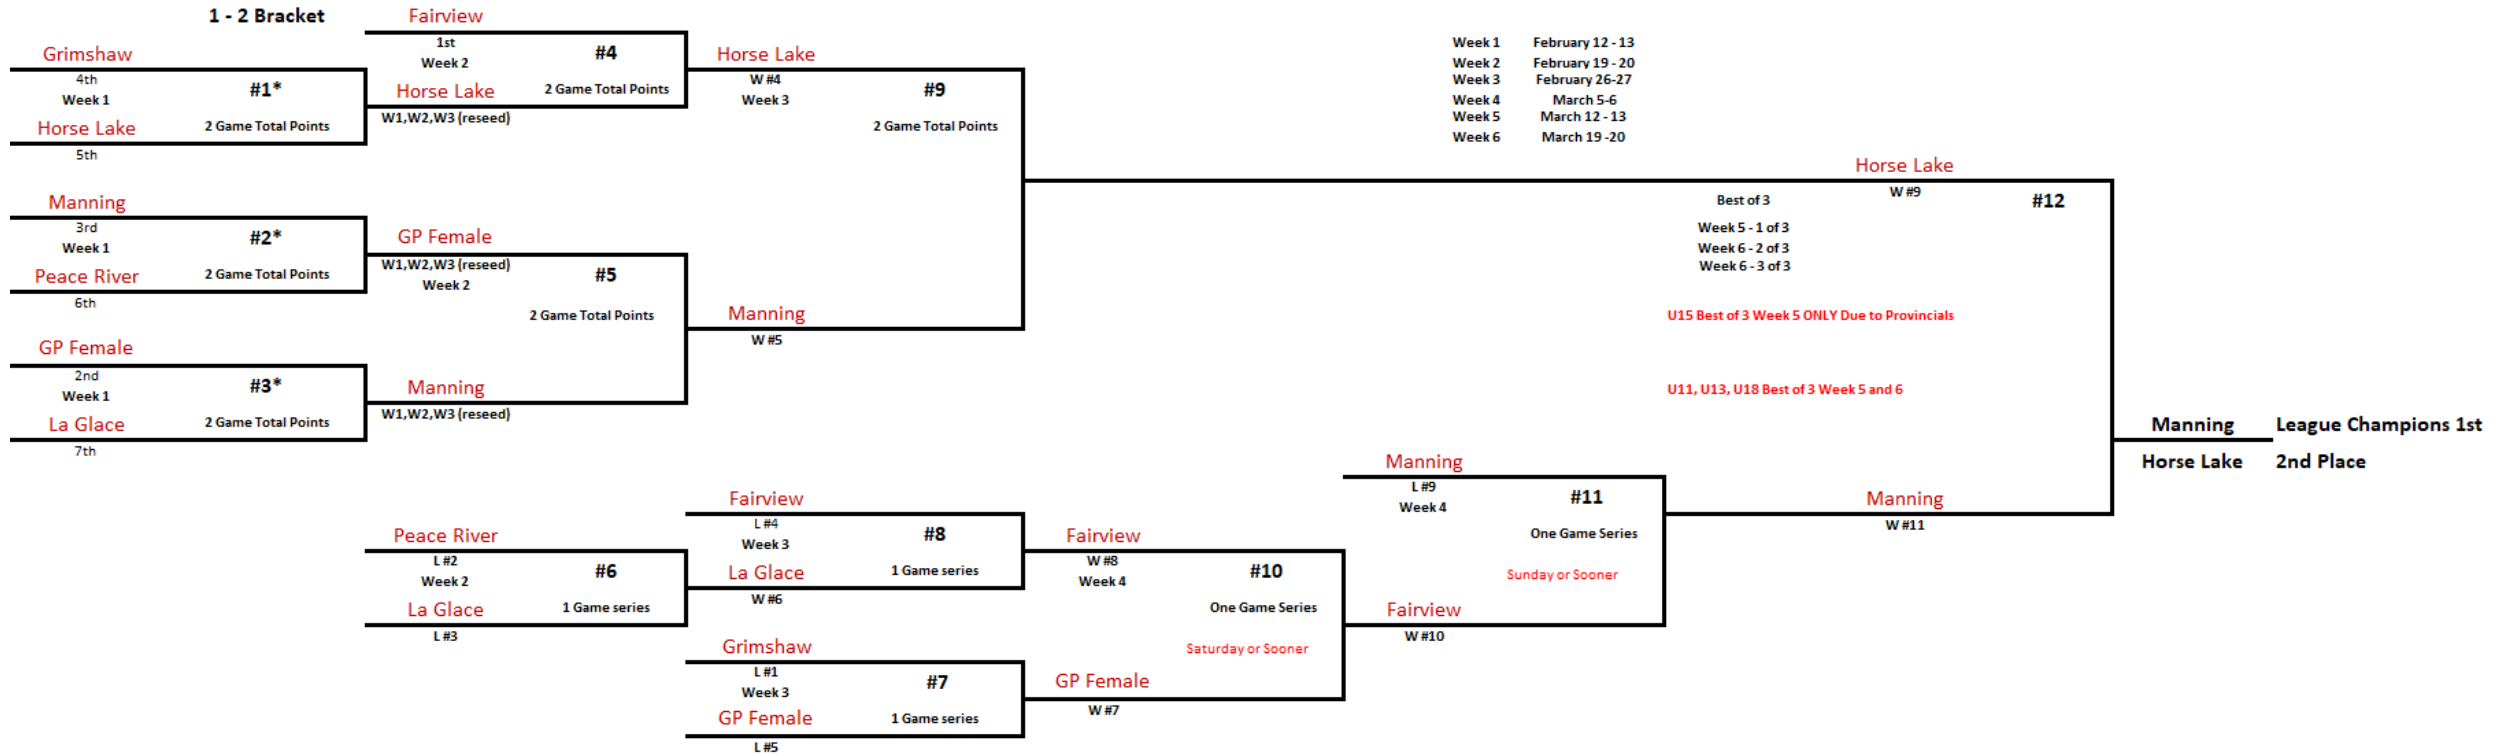 1 - 2 Bracket
Fairview
1st
Week 2
#4
2 Game Total Points
Grimshaw
4th
Week 1
#1*
2 Game Total Points
Horse Lake
5th
Horse Lake
W1,W2,W3 (reseed)
Horse Lake
W #4
Week 3
#9
2 Game Total Points
Week 1 February 12 - 13
Week 2 February 19 - 20
Week 3 February 26-27
Week 4 March 5-6
Week 5 March 12 - 13
Week 6 March 19 -20
Manning
3rd
Week 1
#2*
2 Game Total Points
Peace River
6th
GP Female
W1,W2,W3 (reseed)
Week 2
#5
2 Game Total Points
Manning
W #5
GP Female
2nd
Week 1
#3*
2 Game Total Points
La Glace
7th
Manning
W1,W2,W3 (reseed)
Horse Lake
W #9
#12
Best of 3
Week 5 - 1 of 3
Week 6 - 2 of 3
Week 6 - 3 of 3
U15 Best of 3 Week 5 ONLY Due to Provincials
U11, U13, U18 Best of 3 Week 5 and 6
Manning League Champions 1st
Horse Lake 2nd Place
Peace River
L #2
Week 2
#6
1 Game series
La Glace
L #3
Fairview
L #4
Week 3
#8
1 Game series
La Glace
W #6
Grimshaw
L #1
Week 3
#7
1 Game series
GP Female
L #5
Fairview
W #8
Week 4
#10
One Game Series
Saturday or Sooner
GP Female
W #7
Manning
L #9
Week 4
#11
One Game Series
Sunday or Sooner
Fairview
W #10
Manning
W #11